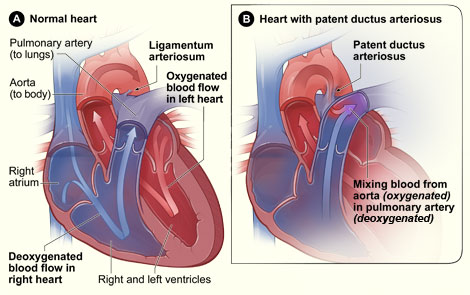 A Normal heart
Pulmonary artery
(to lungs)
Aorta
(to body)
Ligamentum
arteriosum
Oxygenated
blood flow
in left heart
Right
atrium
Deoxygenated
blood flow in
right heart
Right and left ventricles
B Heart with patent ductus arteriosus
Patent ductus
arteriosus
Mixing blood from
aorta (oxygenated)
in pulmonary artery
(deoxygenated)